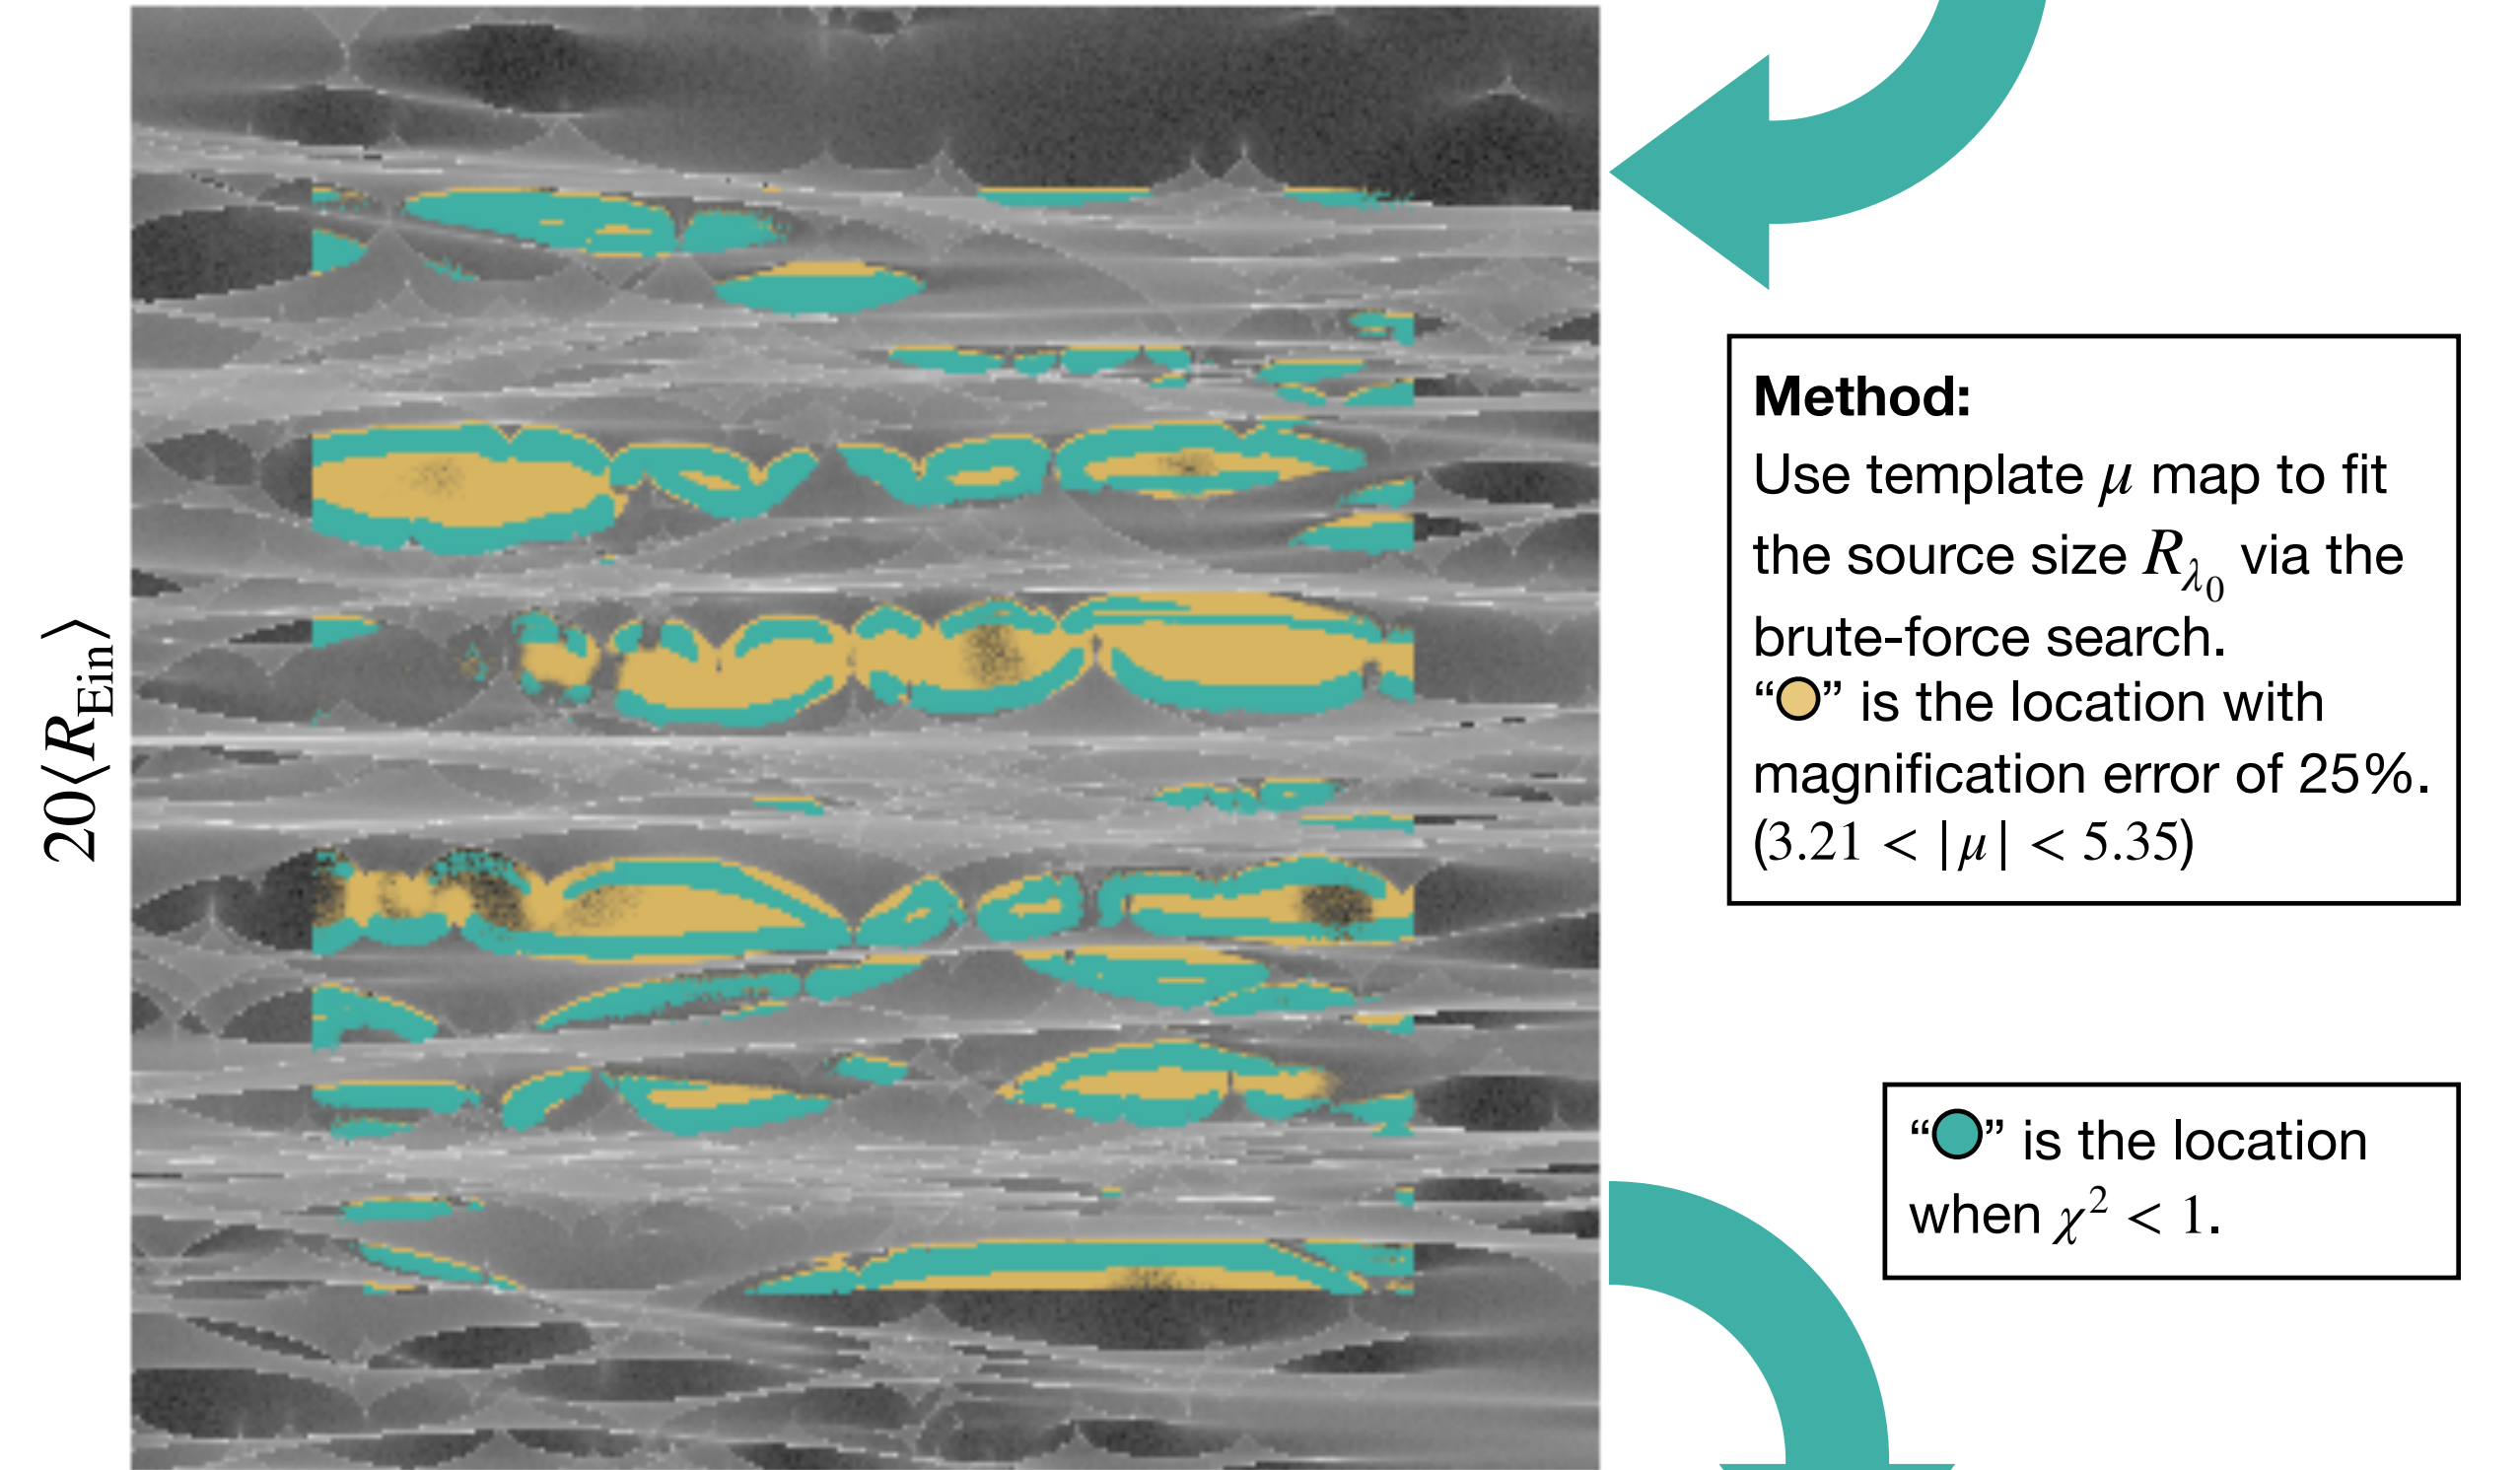 20⟨R_Ein⟩
Method:
Use template μ map to fit
the source size R_λ₀ via the
brute-force search.
“ ” is the location with
magnification error of 25%.
(3.21 < |μ| < 5.35)
“ ” is the location
when χ² < 1.